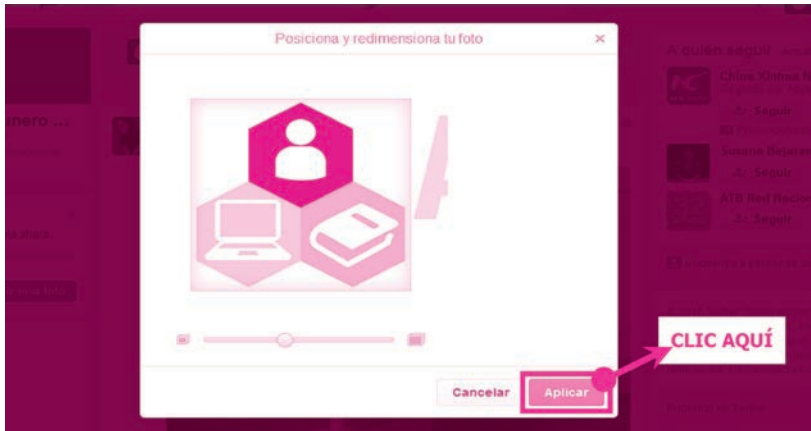 Posiciona y redimensiona tu foto ×
A quién seguir
China Xinhua N
Seguir
Susana Bejaran
Seguir
ATB Red Nacion
Seguir
CLIC AQUÍ
Cancelar Aplicar